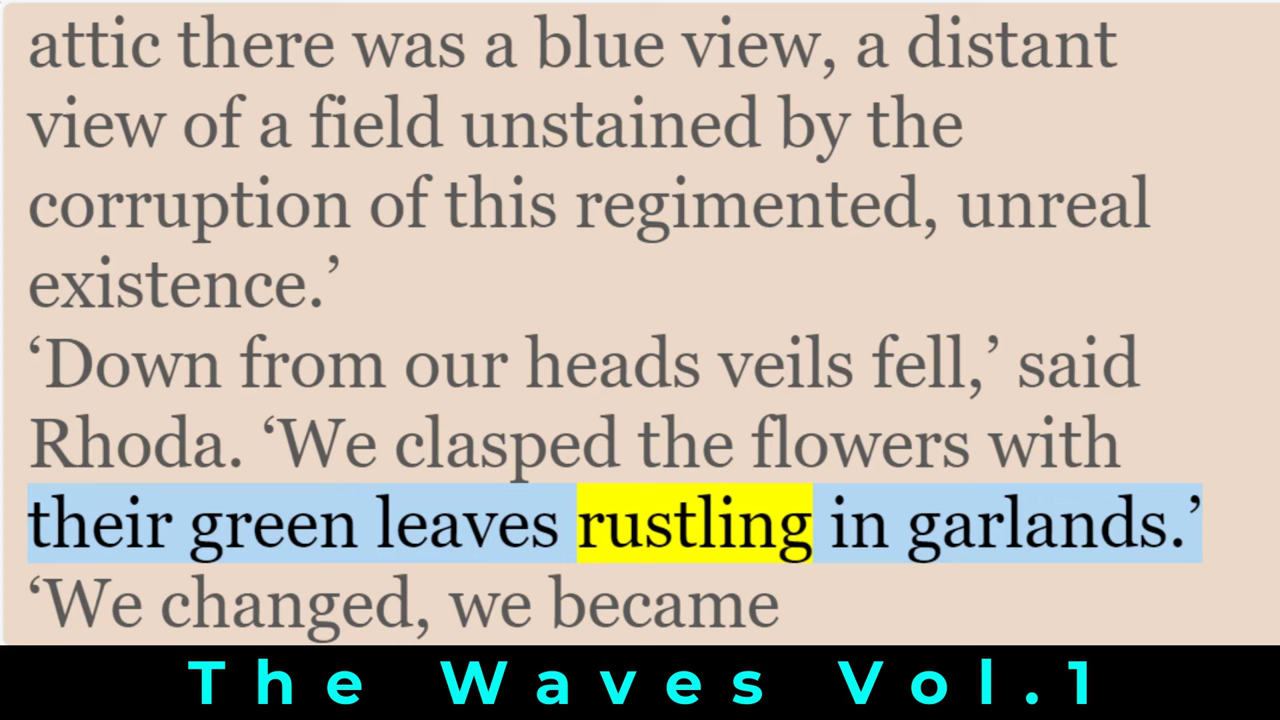 attic there was a blue view, a distant
view of a field unstained by the
corruption of this regimented, unreal
existence.’
‘Down from our heads veils fell,’ said
Rhoda. ‘We clasped the flowers with
their green leaves rustling in garlands.’
‘We changed, we became
The Waves Vol.1